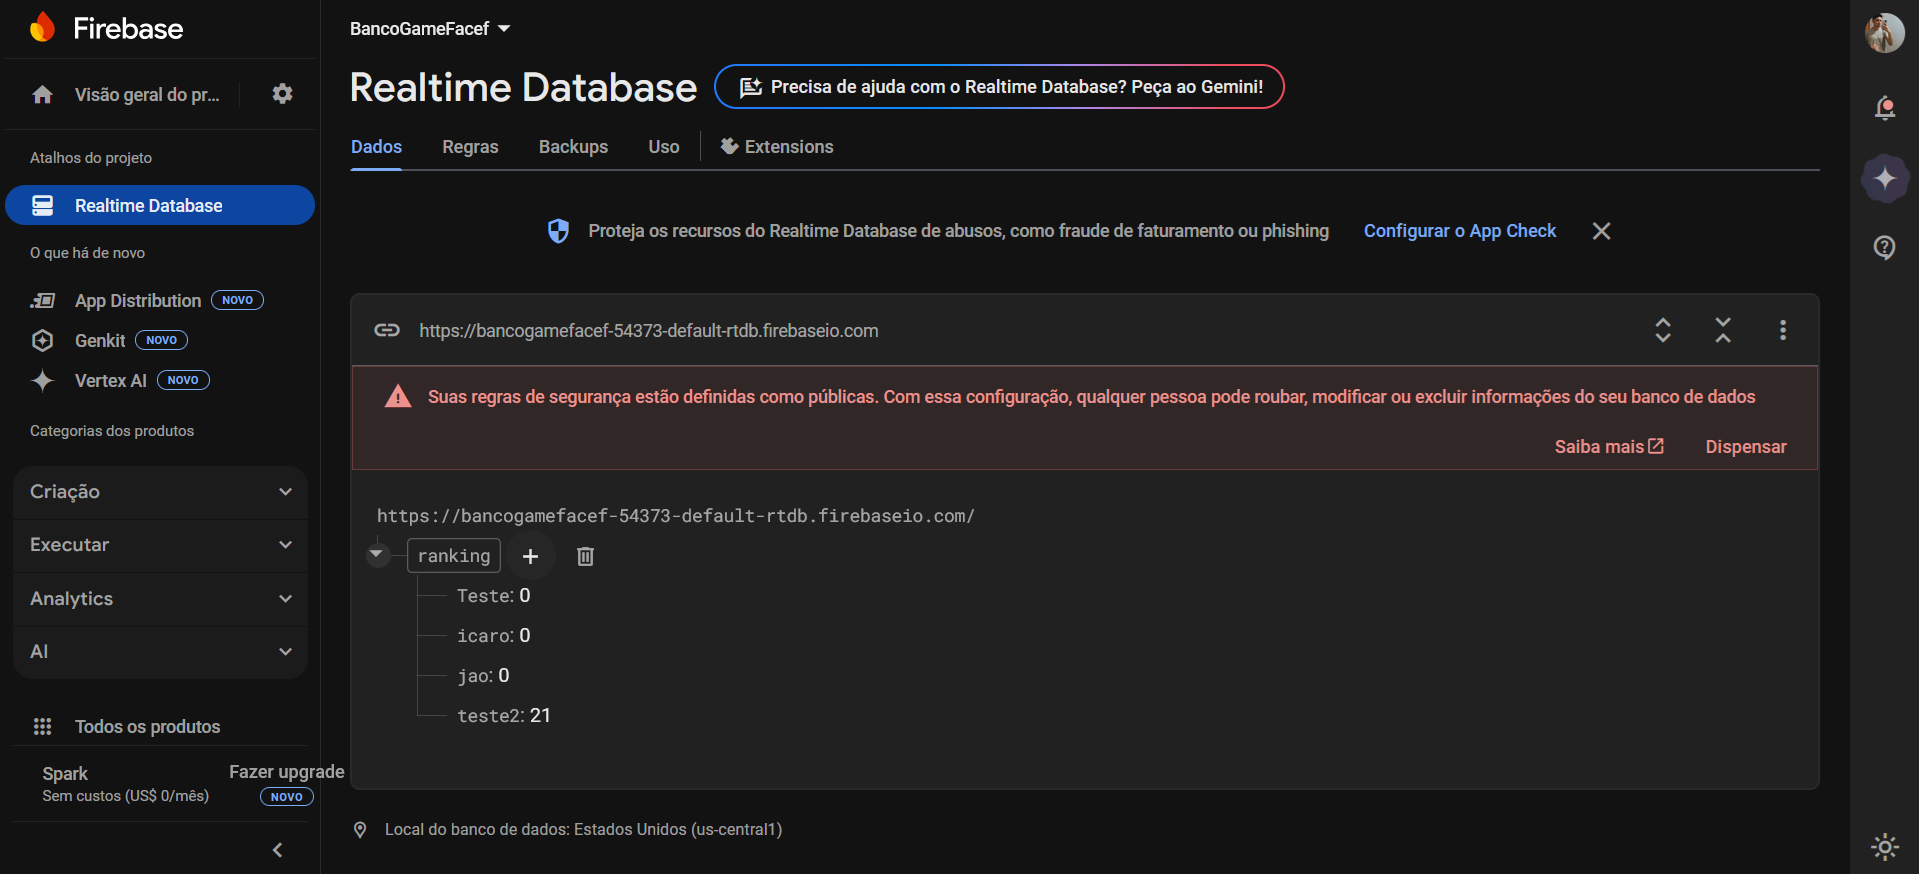 Firebase
Visão geral do pr...
Atalhos do projeto
Realtime Database
O que há de novo
App Distribution NOVO
Genkit NOVO
Vertex AI NOVO
Categorias dos produtos
Criação
Executar
Analytics
AI
Todos os produtos
Spark
Sem custos (US$ 0/mês)
Fazer upgrade
NOVO
BancoGameFacef
Realtime Database
Precisa de ajuda com o Realtime Database? Peça ao Gemini!
Dados Regras Backups Uso Extensions
Proteja os recursos do Realtime Database de abusos, como fraude de faturamento ou phishing Configurar o App Check
https://bancogamefacef-54373-default-rtdb.firebaseio.com
Suas regras de segurança estão definidas como públicas. Com essa configuração, qualquer pessoa pode roubar, modificar ou excluir informações do seu banco de dados
Saiba mais Dispensar
https://bancogamefacef-54373-default-rtdb.firebaseio.com/
ranking
Teste: 0
icaro: 0
jao: 0
teste2: 21
Local do banco de dados: Estados Unidos (us-central1)